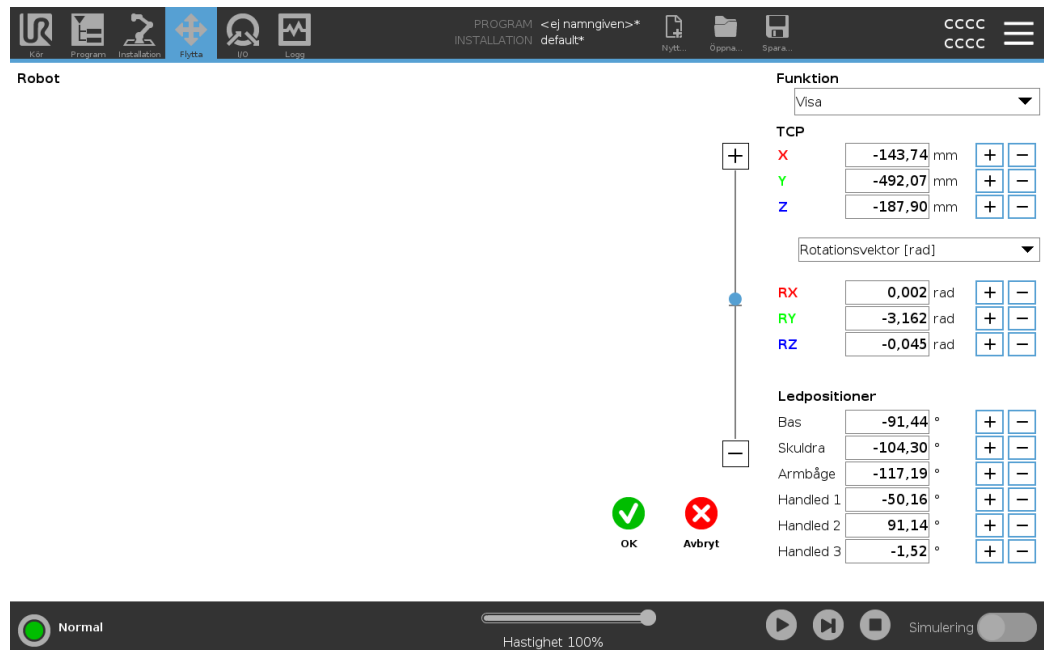 PROGRAM <ej namngiven>*
INSTALLATION default*
cccc
cccc
Kör Program Installation Flytta I/O Logg Nytt... Öppna... Spara...
Robot
Funktion
Visa
TCP
X -143,74 mm + −
Y -492,07 mm + −
Z -187,90 mm + −
Rotationsvektor [rad]
RX 0,002 rad + −
RY -3,162 rad + −
RZ -0,045 rad + −
Ledpositioner
Bas -91,44 ° + −
Skuldra -104,30 ° + −
Armbåge -117,19 ° + −
Handled 1 -50,16 ° + −
Handled 2 91,14 ° + −
Handled 3 -1,52 ° + −
+
−
OK Avbryt
Normal
Hastighet 100%
Simulering